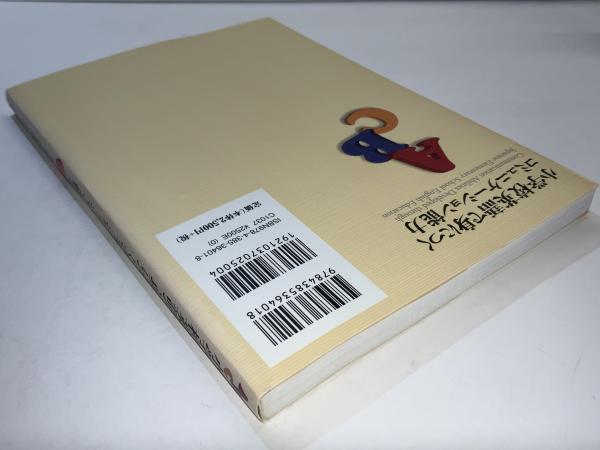 小学校英語で身につく
コミュニケーション能力
Communication Abilities Developed through
Japanese Elementary School English Education
ABC
9784385364018
1921037025004
ISBN978-4-385-36401-8
C1037 ¥2500E (0)
定価（本体2,500円+税）